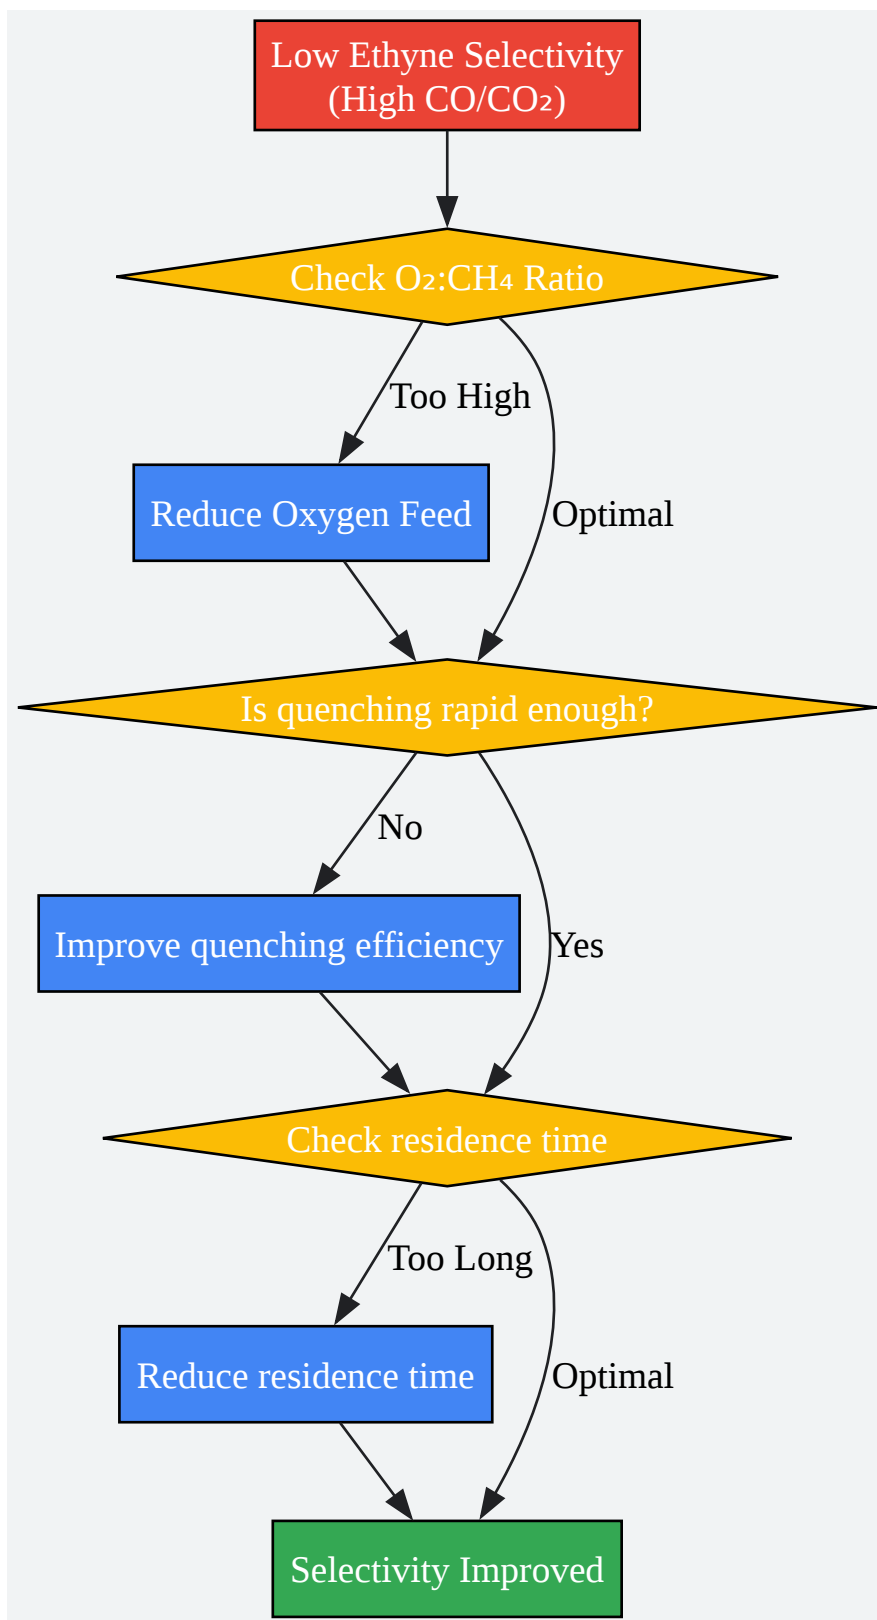 Low Ethyne Selectivity
(High CO/CO₂)
Check O₂:CH₄ Ratio
Too High
Reduce Oxygen Feed
Optimal
Is quenching rapid enough?
No
Improve quenching efficiency
Yes
Check residence time
Too Long
Reduce residence time
Optimal
Selectivity Improved